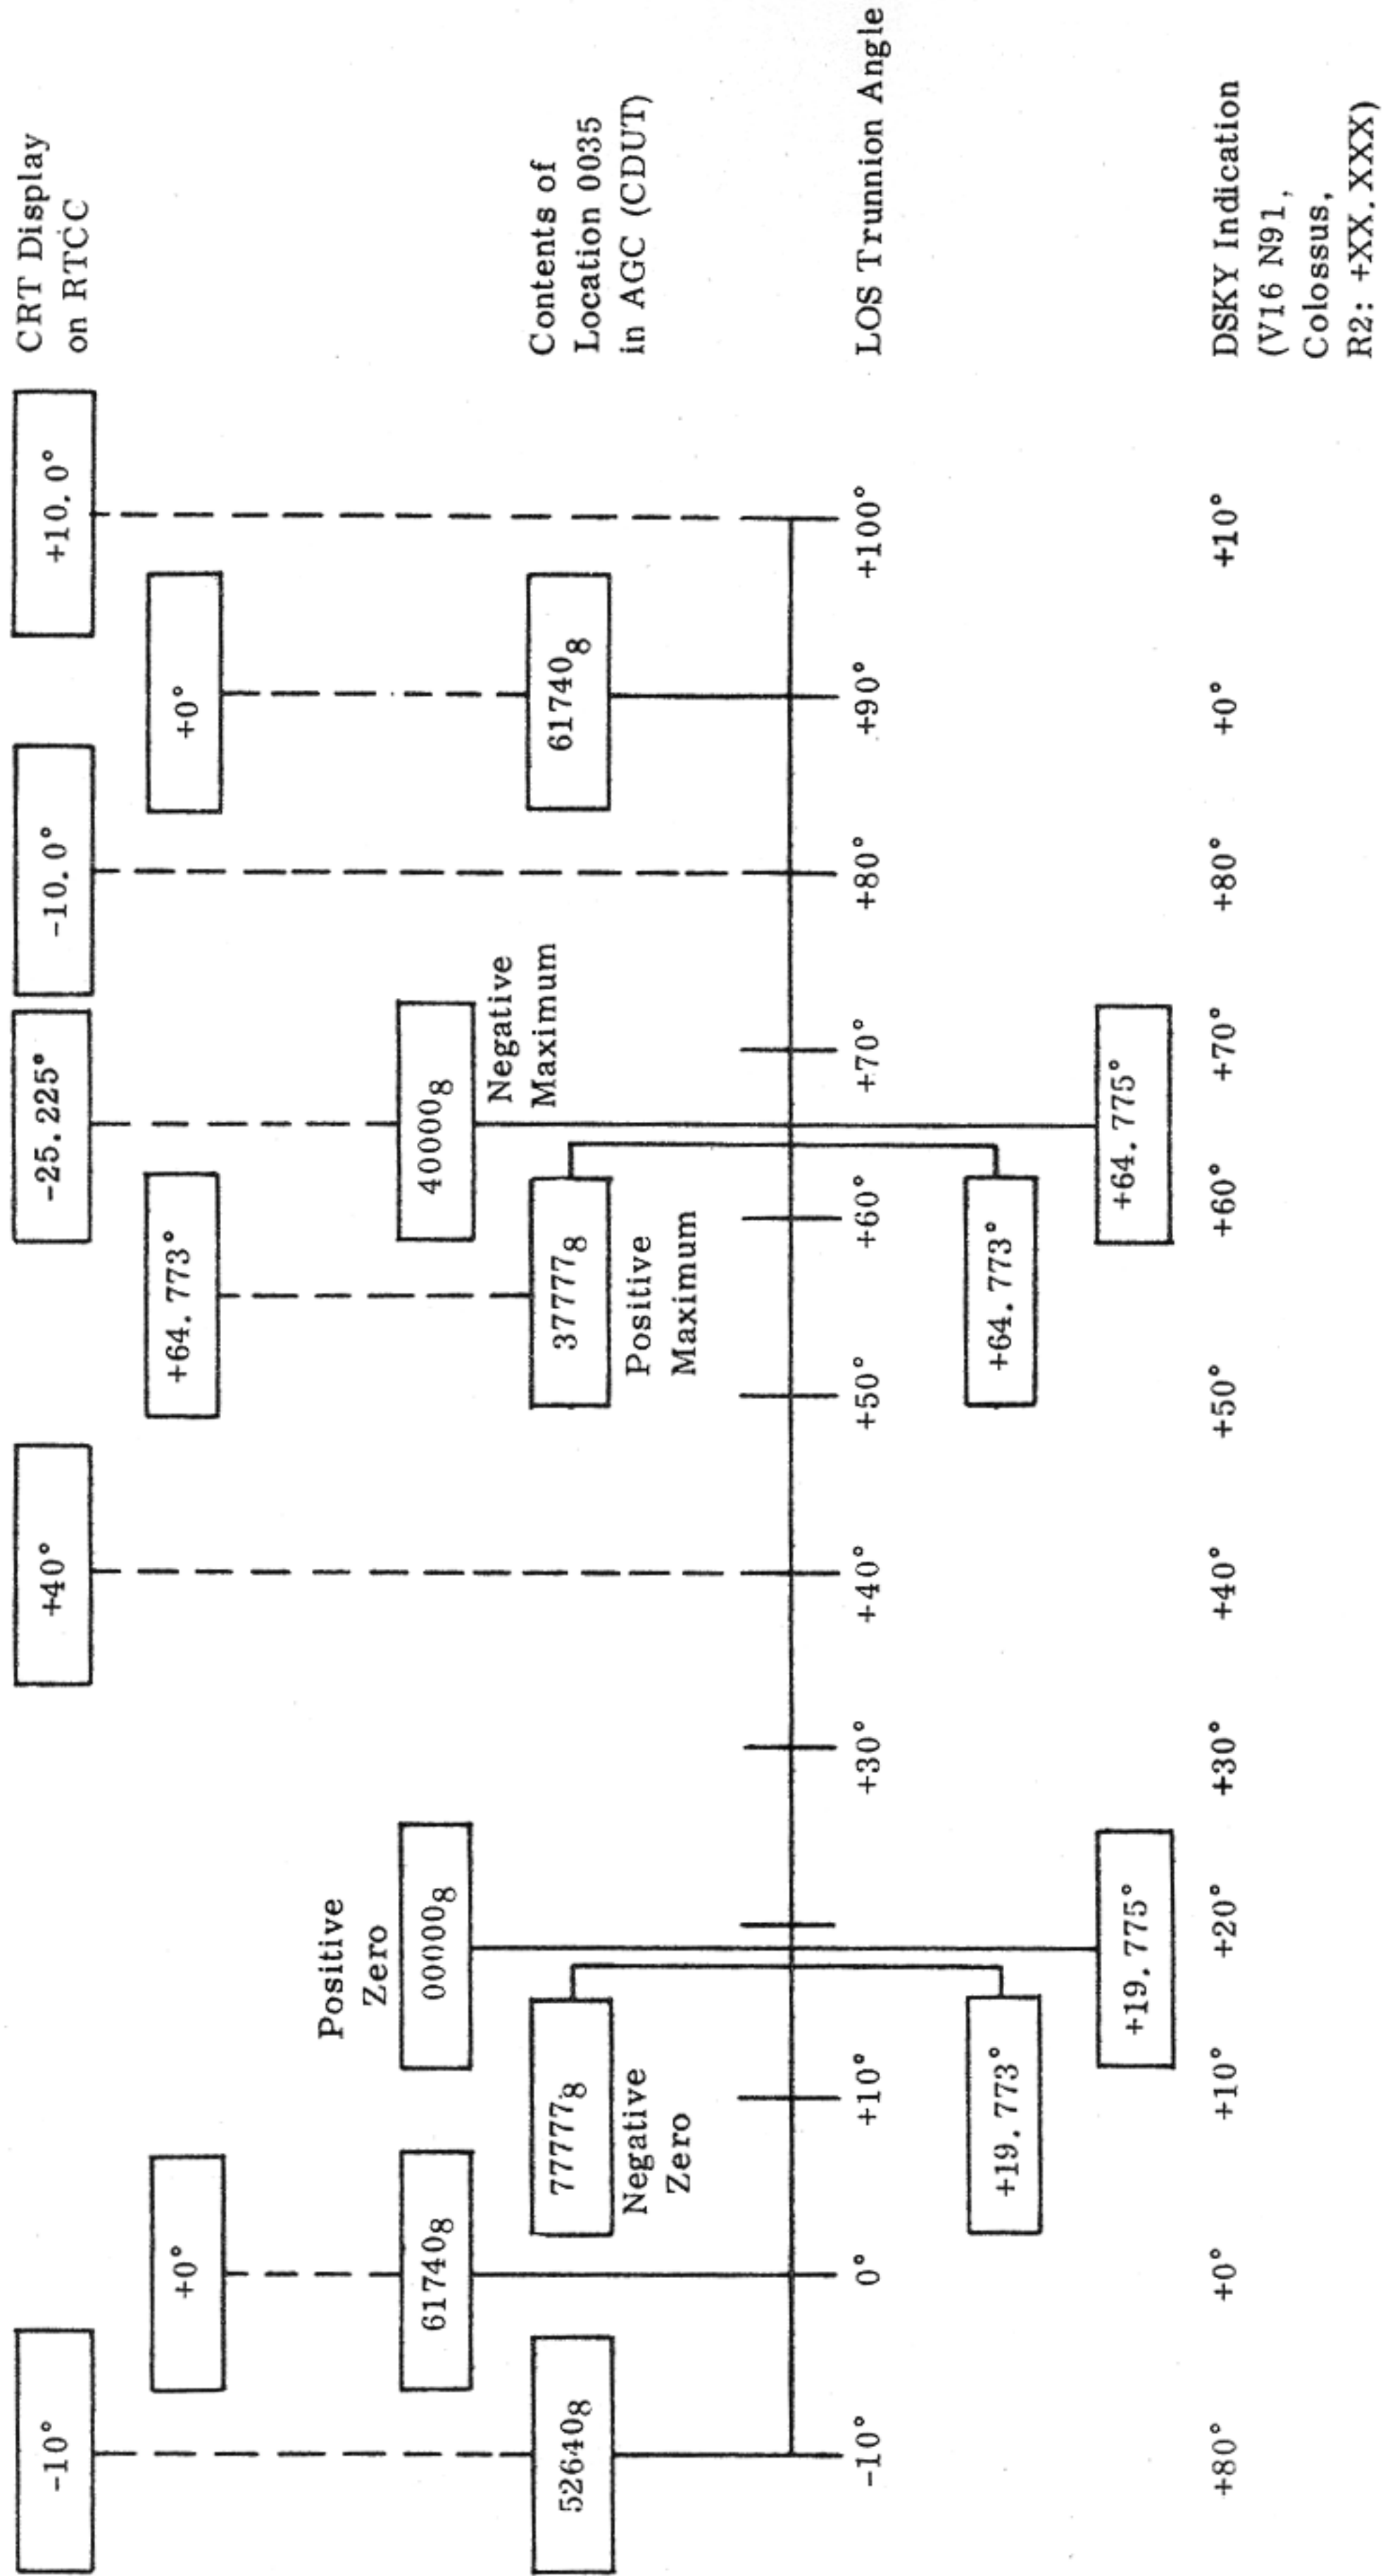 CRT Display
on RTCC
-10°
+40°
-25.225°
-10.0°
+10.0°
+0°
+64.773°
+0°
Positive
Zero
61740₈
00000₈
40000₈
Negative
Maximum
Contents of
Location 0035
in AGC (CDUT)
52640₈
77777₈
37777₈
61740₈
Negative
Zero
Positive
Maximum
-10°
0°
+10°
+30°
+40°
+50°
+60°
+70°
+80°
+90°
+100°
LOS Trunnion Angle
+19.773°
+64.773°
+19.775°
+64.775°
+80°
+0°
+10°
+20°
+30°
+40°
+50°
+60°
+70°
+80°
+0°
+10°
DSKY Indication
(V16 N91,
Colossus,
R2: +XX.XXX)